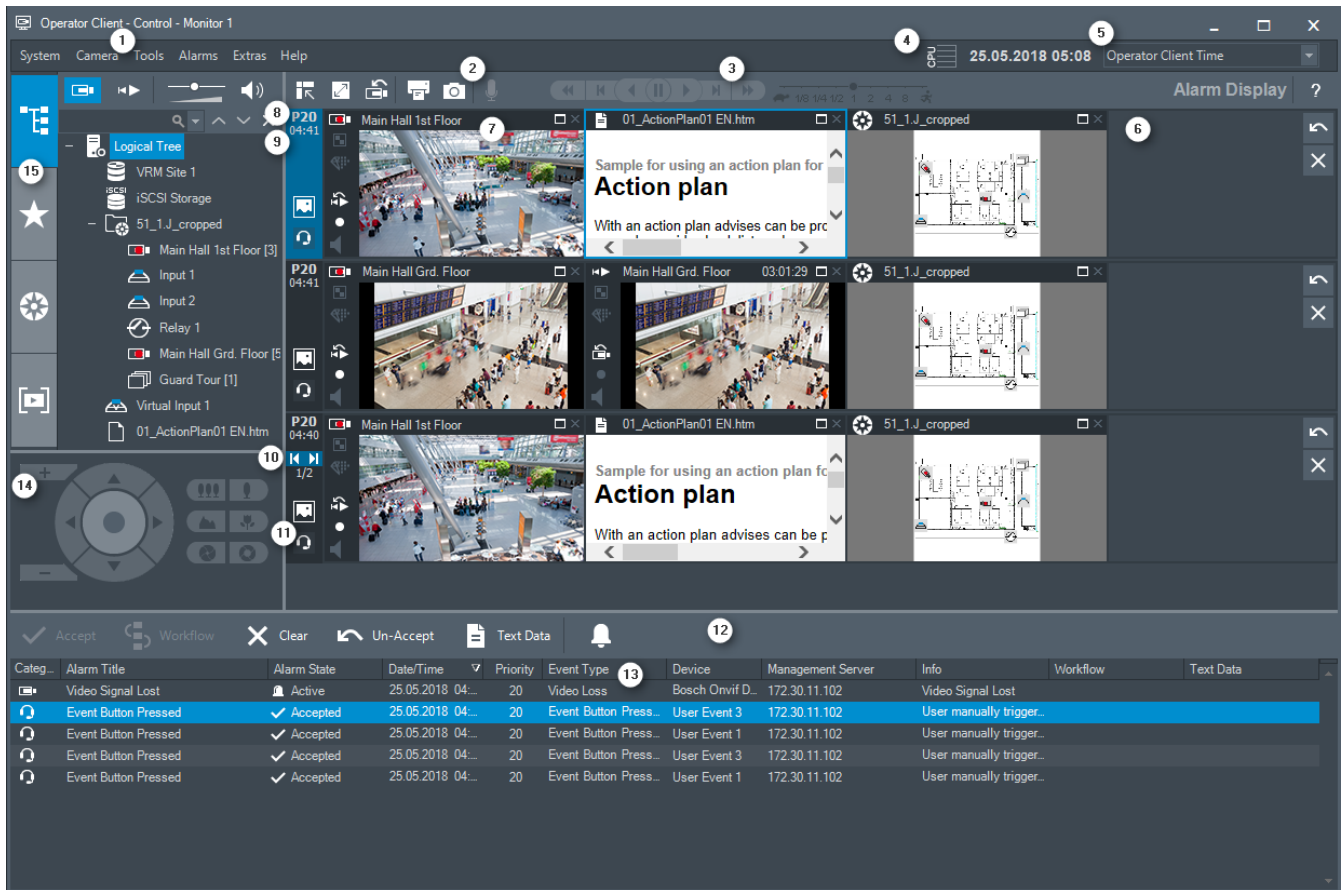 Operator Client - Control - Monitor 1
1
System Camera Tools Alarms Extras Help
4
CPU
25.05.2018 05:08
5
Operator Client Time
2
3
1/8 1/4 1/2 1 2 4 8
Alarm Display ?
Logical Tree
VRM Site 1
iSCSI
iSCSI Storage
51_1.J_cropped
Main Hall 1st Floor [3]
Input 1
Input 2
Relay 1
Main Hall Grd. Floor [5
Guard Tour [1]
Virtual Input 1
01_ActionPlan01 EN.htm
15
14
8
9
10
11
P20
04:41
Main Hall 1st Floor
7
01_ActionPlan01 EN.htm
Sample for using an action plan for
Action plan
With an action plan advises can be pro
51_1.J_cropped
6
P20
04:41
Main Hall Grd. Floor
Main Hall Grd. Floor 03:01:29
51_1.J_cropped
P20
04:40
1/2
Main Hall 1st Floor
01_ActionPlan01 EN.htm
Sample for using an action plan fo
Action plan
With an action plan advises can be p
51_1.J_cropped
Accept Workflow Clear Un-Accept Text Data
12
Categ... Alarm Title Alarm State Date/Time Priority Event Type Device Management Server Info Workflow Text Data
13
Video Signal Lost Active 25.05.2018 04:... 20 Video Loss Bosch Onvif D... 172.30.11.102 Video Signal Lost
Event Button Pressed Accepted 25.05.2018 04:... 20 Event Button Press... User Event 3 172.30.11.102 User manually trigger...
Event Button Pressed Accepted 25.05.2018 04:... 20 Event Button Press... User Event 1 172.30.11.102 User manually trigger...
Event Button Pressed Accepted 25.05.2018 04:... 20 Event Button Press... User Event 3 172.30.11.102 User manually trigger...
Event Button Pressed Accepted 25.05.2018 04:... 20 Event Button Press... User Event 1 172.30.11.102 User manually trigger...